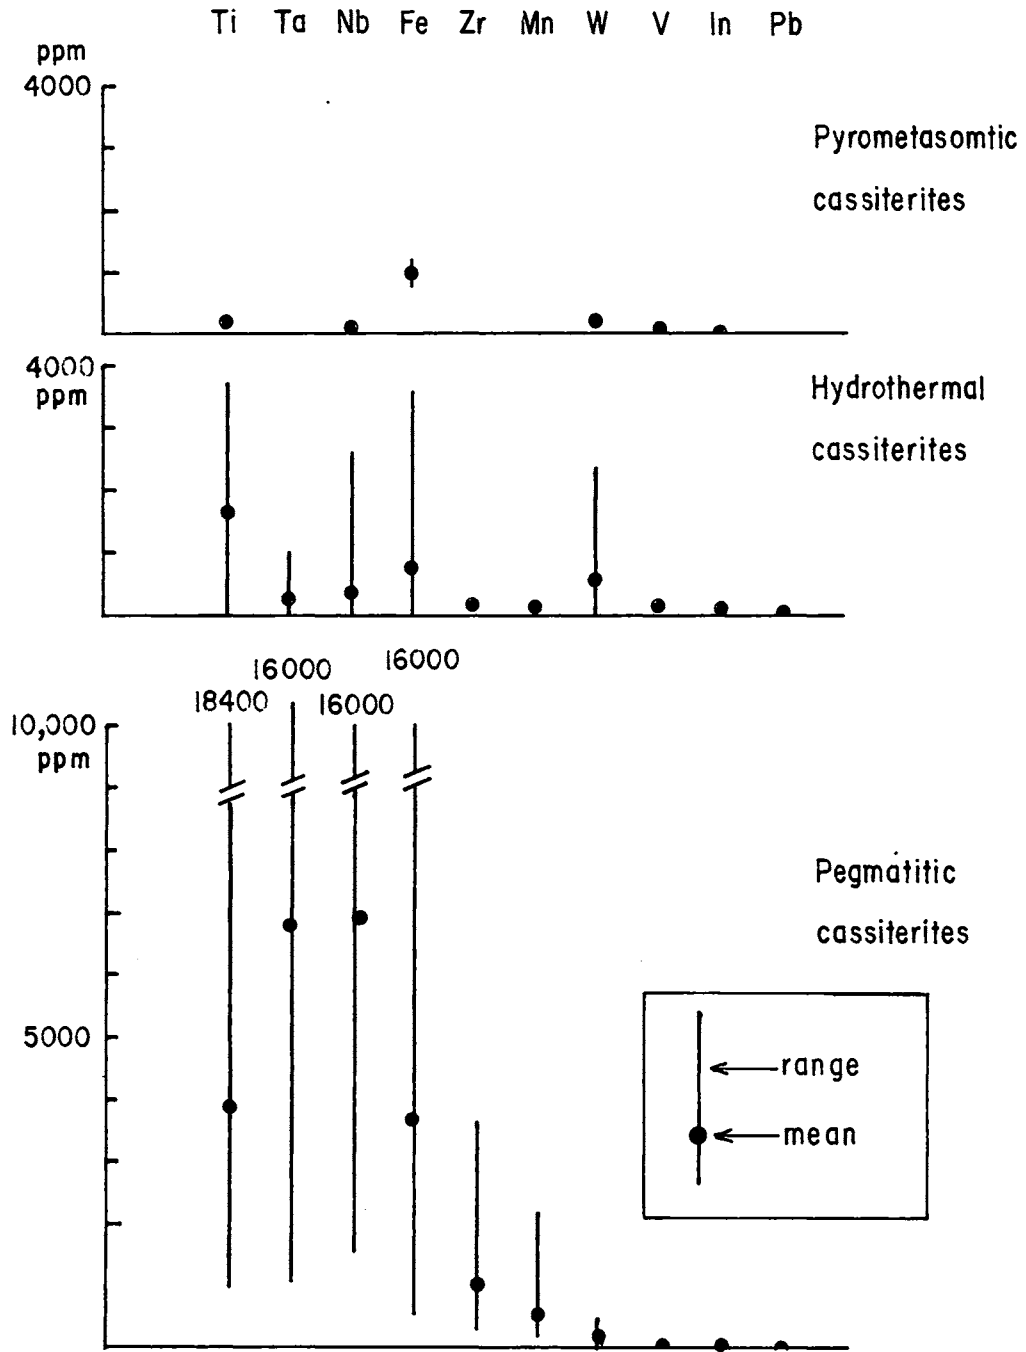 Ti Ta Nb Fe Zr Mn W V In Pb
ppm
4000
Pyrometasomtic
cassiterites
4000
ppm
Hydrothermal
cassiterites
16000
16000
18400
16000
10,000
ppm
Pegmatitic
cassiterites
5000
range
mean